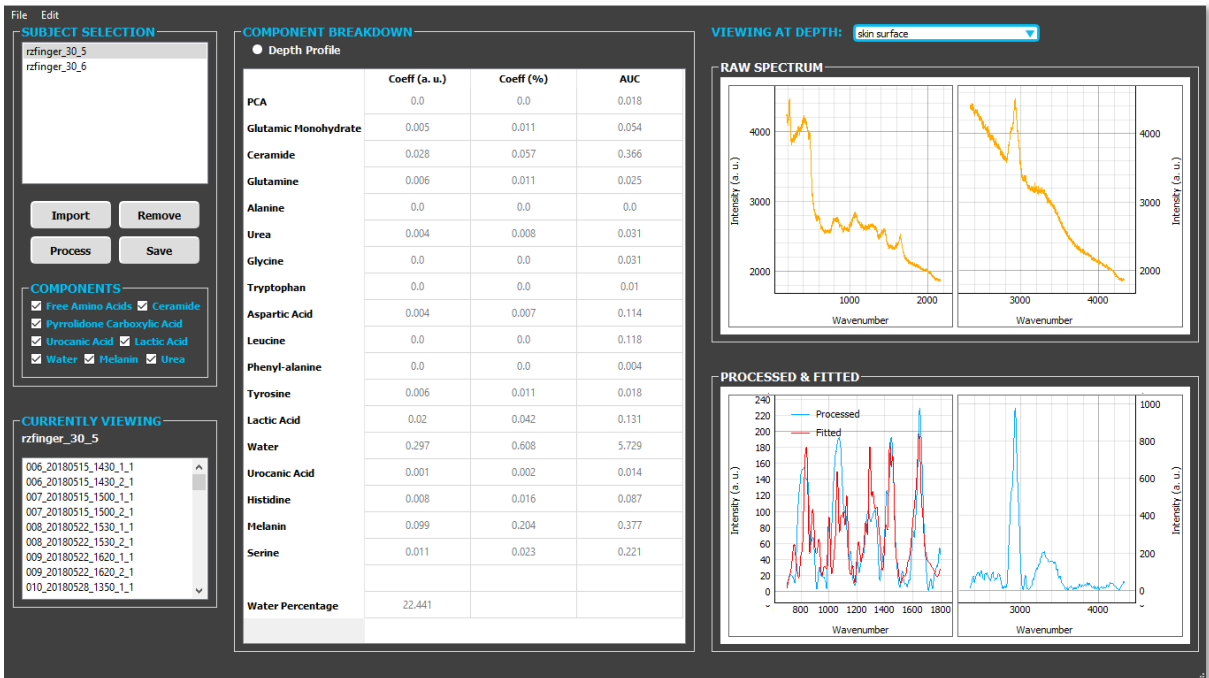 File Edit
SUBJECT SELECTION
rzfinger_30_5
rzfinger_30_6
Import Remove
Process Save
COMPONENTS
Free Amino Acids Ceramide
Pyrrolidone Carboxylic Acid
Urocanic Acid Lactic Acid
Water Melanin Urea
CURRENTLY VIEWING
rzfinger_30_5
006_20180515_1430_1_1
006_20180515_1430_2_1
007_20180515_1500_1_1
007_20180515_1500_2_1
008_20180522_1530_1_1
008_20180522_1530_2_1
009_20180522_1620_1_1
009_20180522_1620_2_1
010_20180528_1350_1_1
COMPONENT BREAKDOWN
Depth Profile
Coeff (a. u.) Coeff (%) AUC
PCA 0.0 0.0 0.018
Glutamic Monohydrate 0.005 0.011 0.054
Ceramide 0.028 0.057 0.366
Glutamine 0.006 0.011 0.025
Alanine 0.0 0.0 0.0
Urea 0.004 0.008 0.031
Glycine 0.0 0.0 0.031
Tryptophan 0.0 0.0 0.01
Aspartic Acid 0.004 0.007 0.114
Leucine 0.0 0.0 0.118
Phenyl-alanine 0.0 0.0 0.004
Tyrosine 0.006 0.011 0.018
Lactic Acid 0.02 0.042 0.131
Water 0.297 0.608 5.729
Urocanic Acid 0.001 0.002 0.014
Histidine 0.008 0.016 0.087
Melanin 0.099 0.204 0.377
Serine 0.011 0.023 0.221
Water Percentage 22.441
VIEWING AT DEPTH: skin surface
RAW SPECTRUM
Intensity (a. u.)
4000
3000
2000
1000 2000
Wavenumber
4000
3000
2000
Intensity (a. u.)
3000 4000
Wavenumber
PROCESSED & FITTED
Intensity (a. u.)
240
220
200
180
160
140
120
100
80
60
40
20
0
Processed
Fitted
800 1000 1200 1400 1600 1800
Wavenumber
1000
800
600
400
200
0
Intensity (a. u.)
3000 4000
Wavenumber